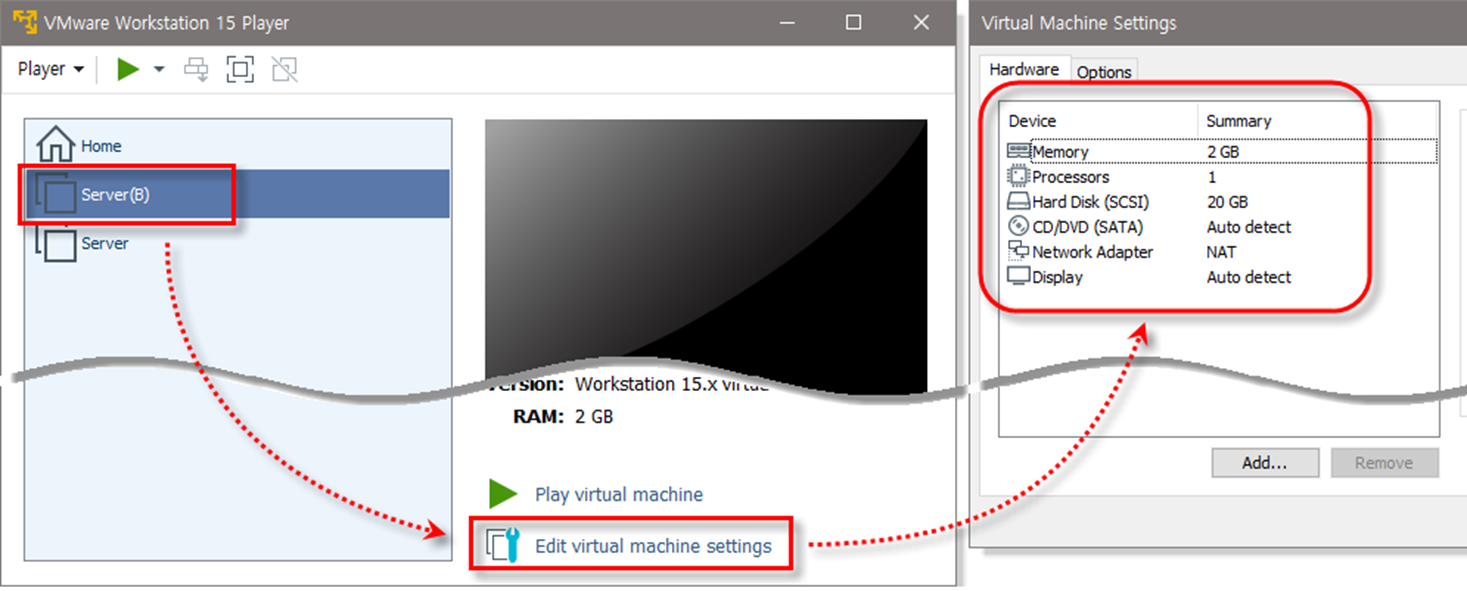 VMware Workstation 15 Player
Player
Home
Server(B)
Server
Version: Workstation 15.x
RAM: 2 GB
Play virtual machine
Edit virtual machine settings
Virtual Machine Settings
Hardware Options
Device Summary
Memory 2 GB
Processors 1
Hard Disk (SCSI) 20 GB
CD/DVD (SATA) Auto detect
Network Adapter NAT
Display Auto detect
Add... Remove